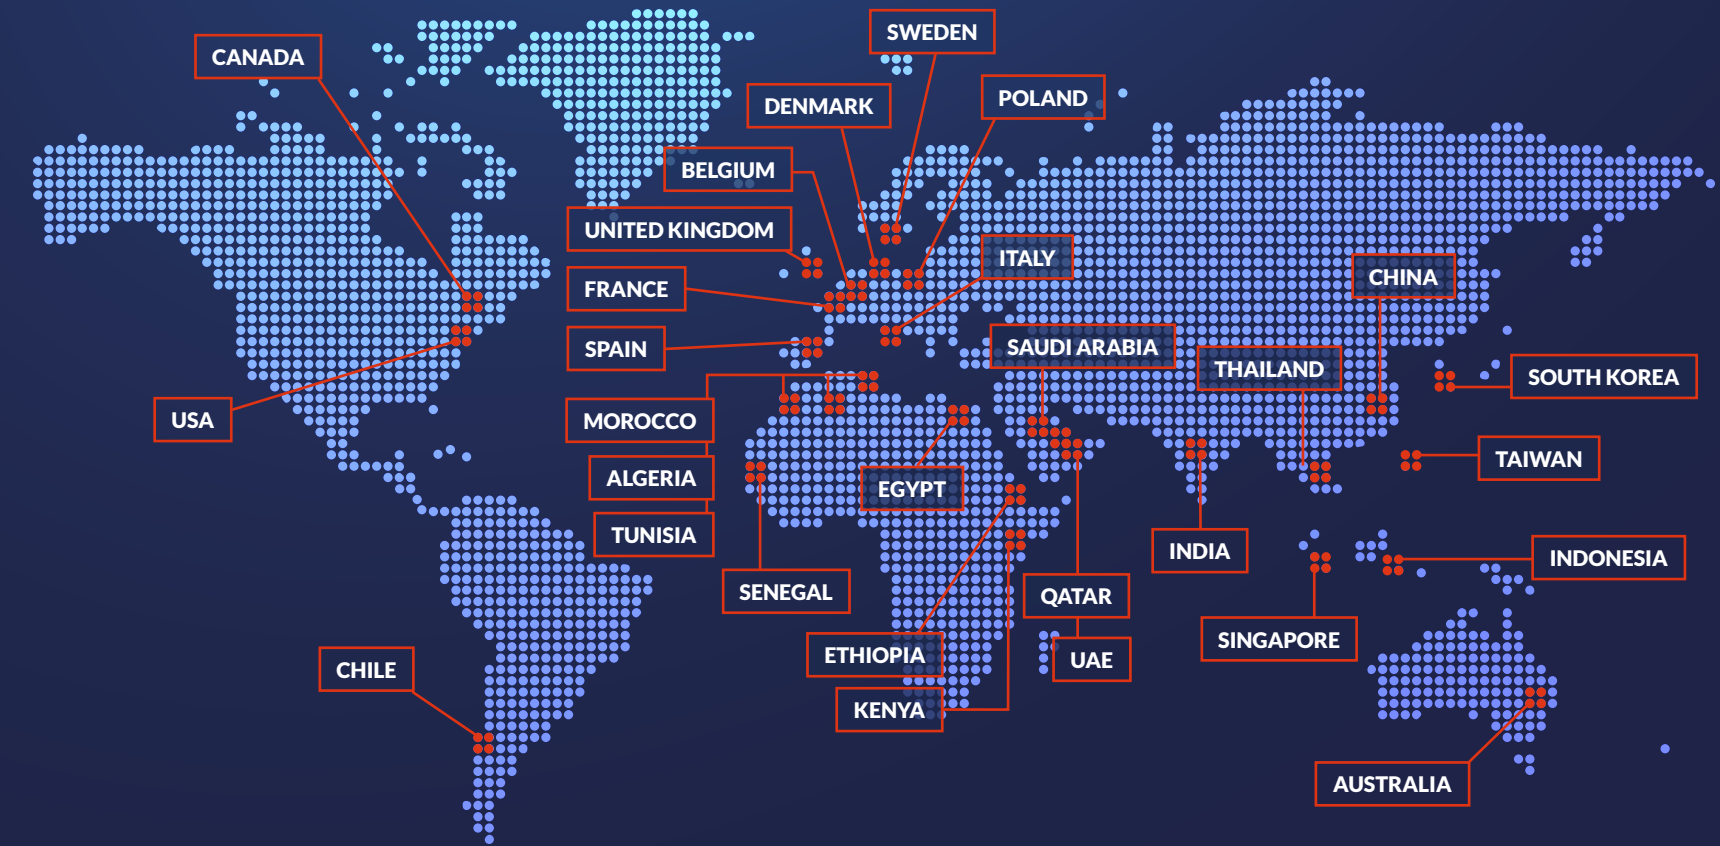 SWEDEN
CANADA
POLAND
DENMARK
BELGIUM
UNITED KINGDOM
ITALY
CHINA
FRANCE
SPAIN
SAUDI ARABIA
THAILAND
SOUTH KOREA
USA
MOROCCO
TAIWAN
ALGERIA
EGYPT
TUNISIA
INDIA
INDONESIA
SENEGAL
QATAR
SINGAPORE
ETHIOPIA
UAE
CHILE
KENYA
AUSTRALIA